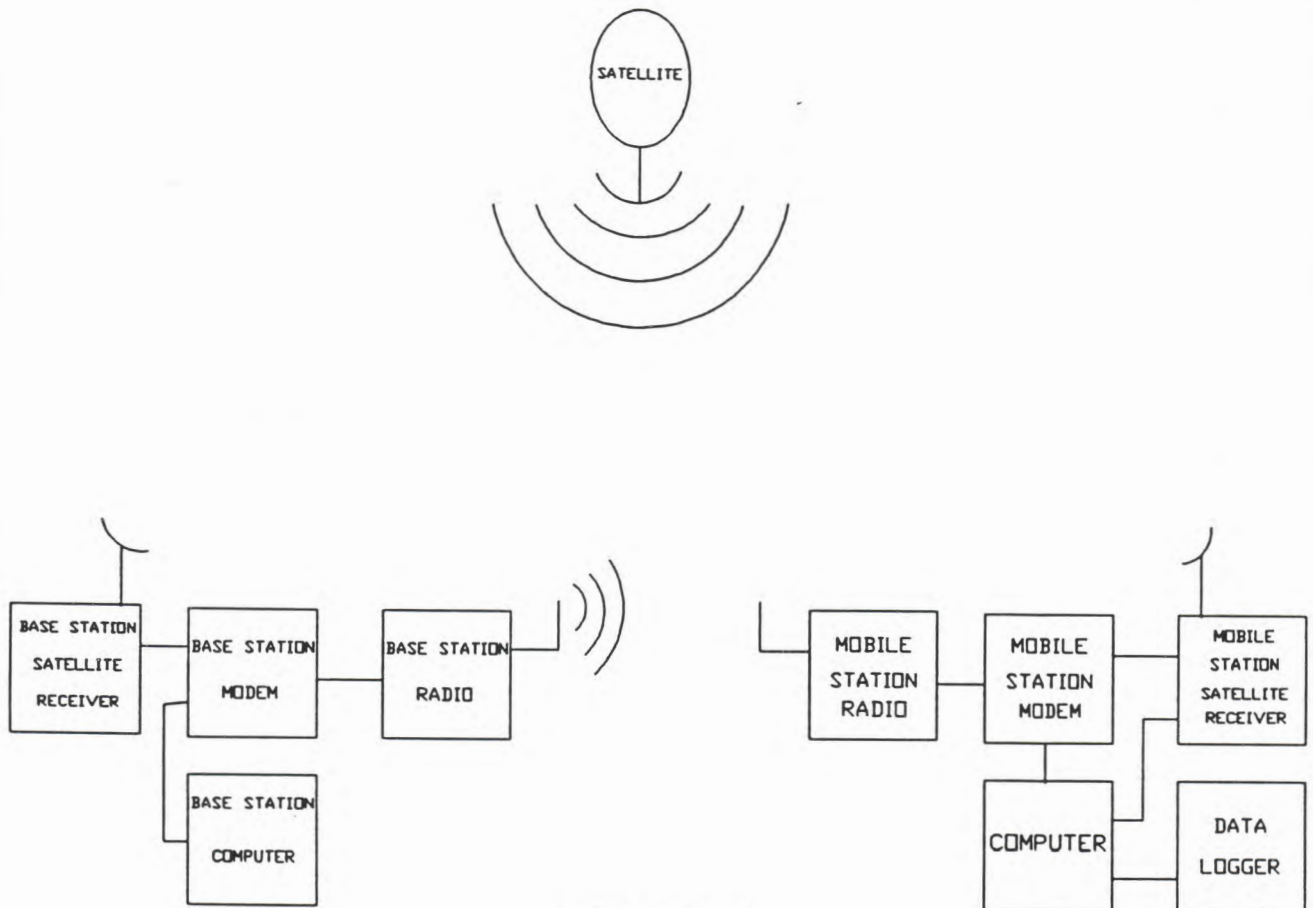 SATELLITE
BASE STATION
SATELLITE
RECEIVER
BASE STATION
MODEM
BASE STATION
RADIO
BASE STATION
COMPUTER
MOBILE
STATION
RADIO
MOBILE
STATION
MODEM
MOBILE
STATION
SATELLITE
RECEIVER
COMPUTER
DATA
LOGGER